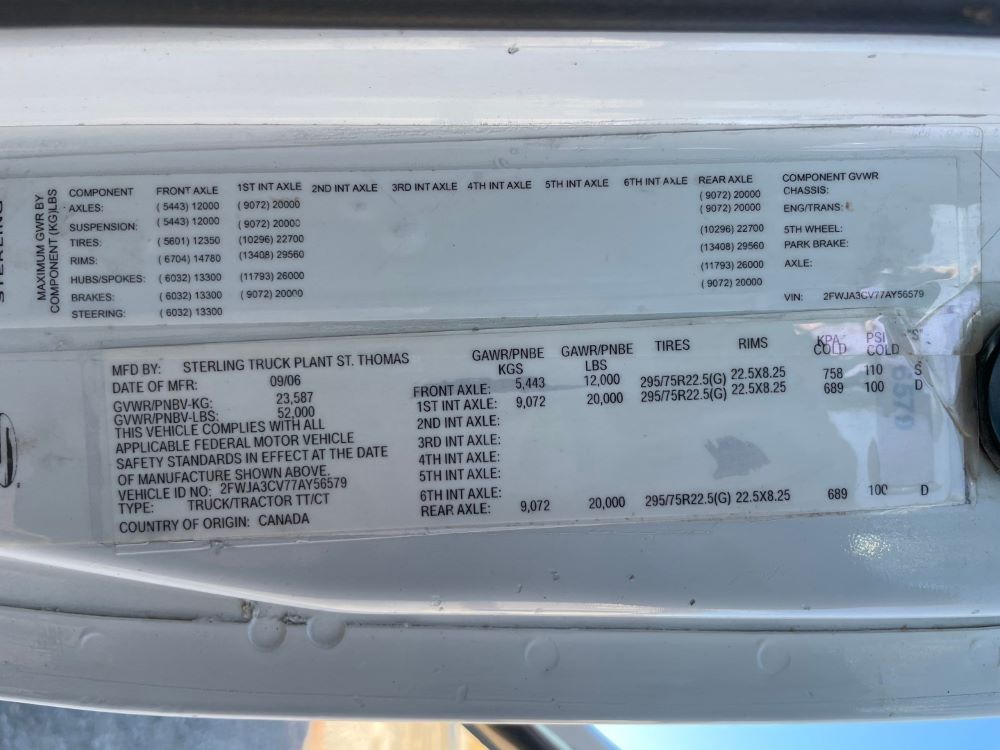 STERLING
MAXIMUM GWR BY
COMPONENT (KG)LBS
COMPONENT FRONT AXLE 1ST INT AXLE 2ND INT AXLE 3RD INT AXLE 4TH INT AXLE 5TH INT AXLE 6TH INT AXLE REAR AXLE COMPONENT GVWR
AXLES: ( 5443) 12000 ( 9072) 20000 ( 9072) 20000 CHASSIS:
SUSPENSION: ( 5443) 12000 ( 9072) 20000 ( 9072) 20000 ENG/TRANS:
TIRES: ( 5601) 12350 (10296) 22700 (10296) 22700 5TH WHEEL:
RIMS: ( 6704) 14780 (13408) 29560 (13408) 29560 PARK BRAKE:
HUBS/SPOKES: ( 6032) 13300 (11793) 26000 (11793) 26000 AXLE:
BRAKES: ( 6032) 13300 ( 9072) 20000 ( 9072) 20000
STEERING: ( 6032) 13300 VIN: 2FWJA3CV77AY56579
MFD BY: STERLING TRUCK PLANT ST. THOMAS
DATE OF MFR: 09/06
GVWR/PNBV-KG: 23,587
GVWR/PNBV-LBS: 52,000
THIS VEHICLE COMPLIES WITH ALL
APPLICABLE FEDERAL MOTOR VEHICLE
SAFETY STANDARDS IN EFFECT AT THE DATE
OF MANUFACTURE SHOWN ABOVE.
VEHICLE ID NO: 2FWJA3CV77AY56579
TYPE: TRUCK/TRACTOR TT/CT
COUNTRY OF ORIGIN: CANADA
GAWR/PNBE KGS GAWR/PNBE LBS TIRES RIMS KPA COLD PSI COLD "S"
FRONT AXLE: 5,443 12,000 295/75R22.5(G) 22.5X8.25 758 110 S
1ST INT AXLE: 9,072 20,000 295/75R22.5(G) 22.5X8.25 689 100 D
2ND INT AXLE:
3RD INT AXLE:
4TH INT AXLE:
5TH INT AXLE:
6TH INT AXLE:
REAR AXLE: 9,072 20,000 295/75R22.5(G) 22.5X8.25 689 100 D